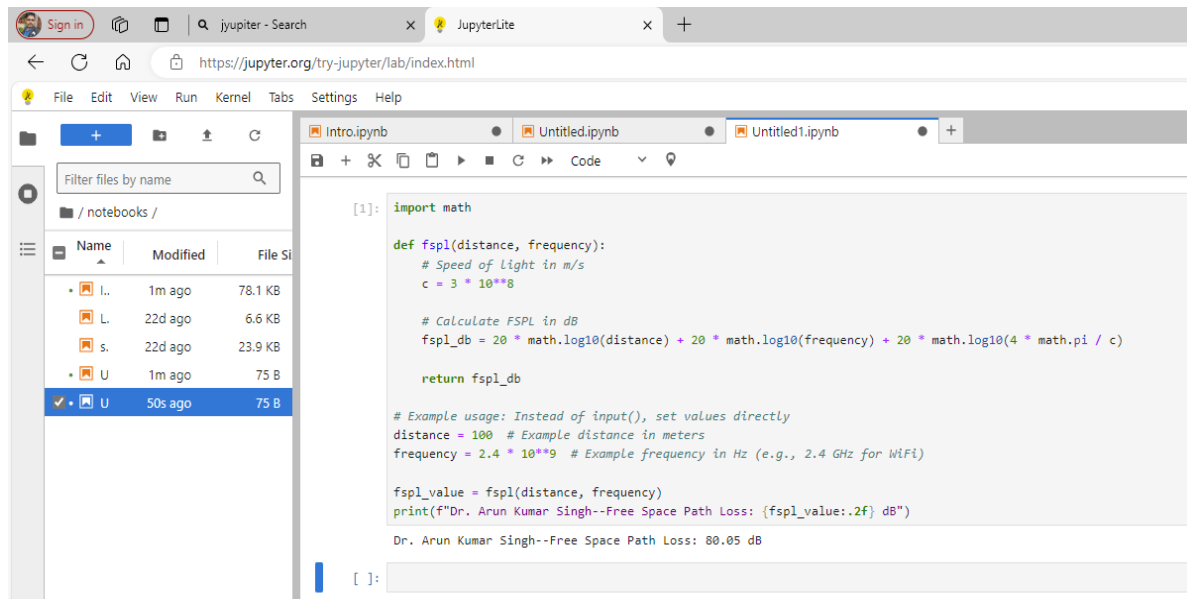 Sign in
jyupiter - Search
JupyterLite
https://jupyter.org/try-jupyter/lab/index.html
File Edit View Run Kernel Tabs Settings Help
Intro.ipynb Untitled.ipynb Untitled1.ipynb
Code
Filter files by name
/ notebooks /
Name Modified File Si
I.. 1m ago 78.1 KB
L. 22d ago 6.6 KB
s. 22d ago 23.9 KB
U 1m ago 75 B
U 50s ago 75 B
[1]: import math
def fspl(distance, frequency):
# Speed of light in m/s
c = 3 * 10**8
# Calculate FSPL in dB
fspl_db = 20 * math.log10(distance) + 20 * math.log10(frequency) + 20 * math.log10(4 * math.pi / c)
return fspl_db
# Example usage: Instead of input(), set values directly
distance = 100 # Example distance in meters
frequency = 2.4 * 10**9 # Example frequency in Hz (e.g., 2.4 GHz for WiFi)
fspl_value = fspl(distance, frequency)
print(f"Dr. Arun Kumar Singh--Free Space Path Loss: {fspl_value:.2f} dB")
Dr. Arun Kumar Singh--Free Space Path Loss: 80.05 dB
[ ]: